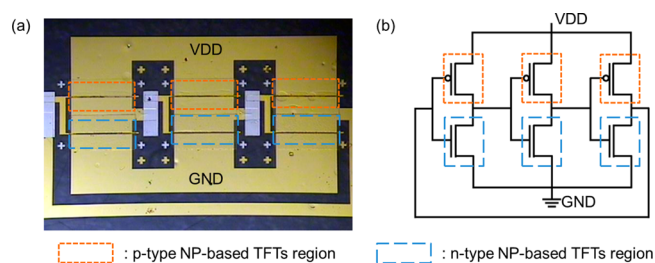 (a)
VDD
GND
(b)
VDD
GND
: p-type NP-based TFTs region
: n-type NP-based TFTs region